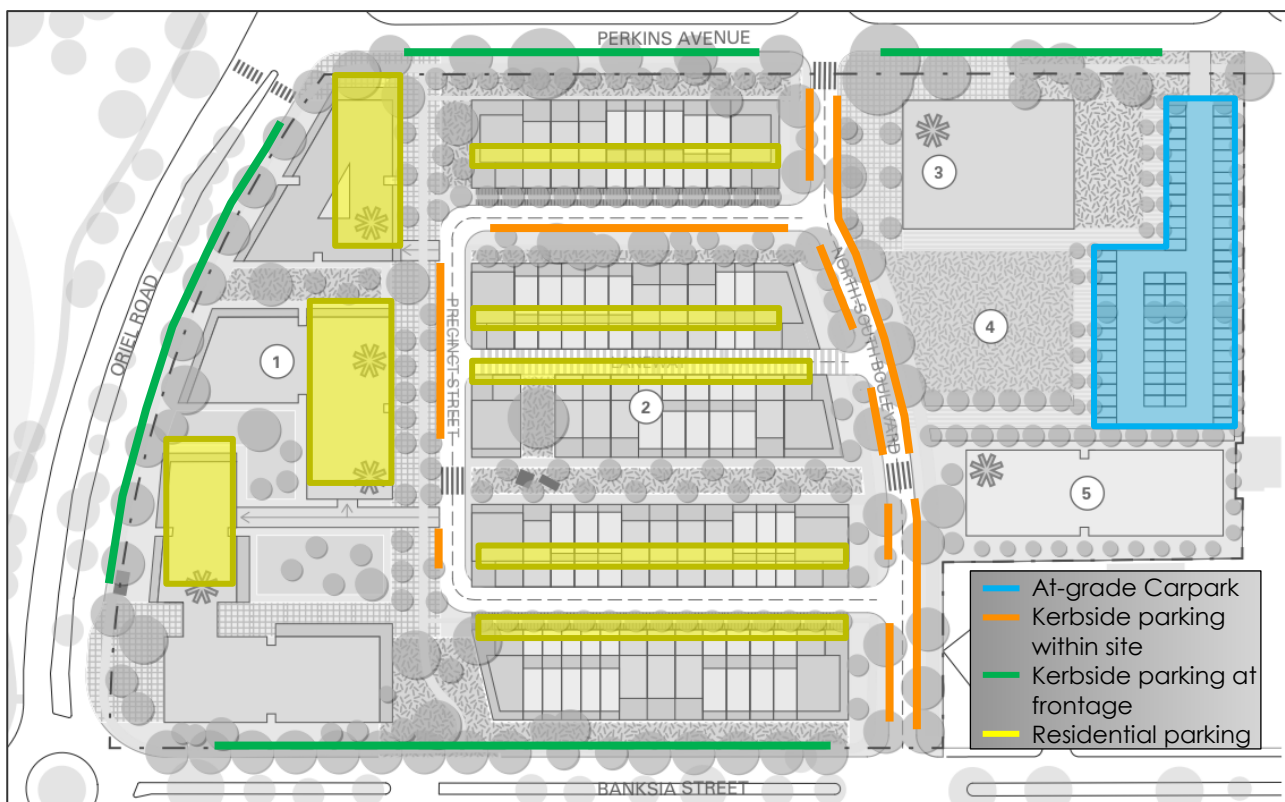 PERKINS AVENUE
ORIEL ROAD
PRECINCT STREET
NORTH-SOUTH BOULEVARD
LANEWAY
1
2
3
4
5
BANKSIA STREET
At-grade Carpark
Kerbside parking
within site
Kerbside parking at
frontage
Residential parking